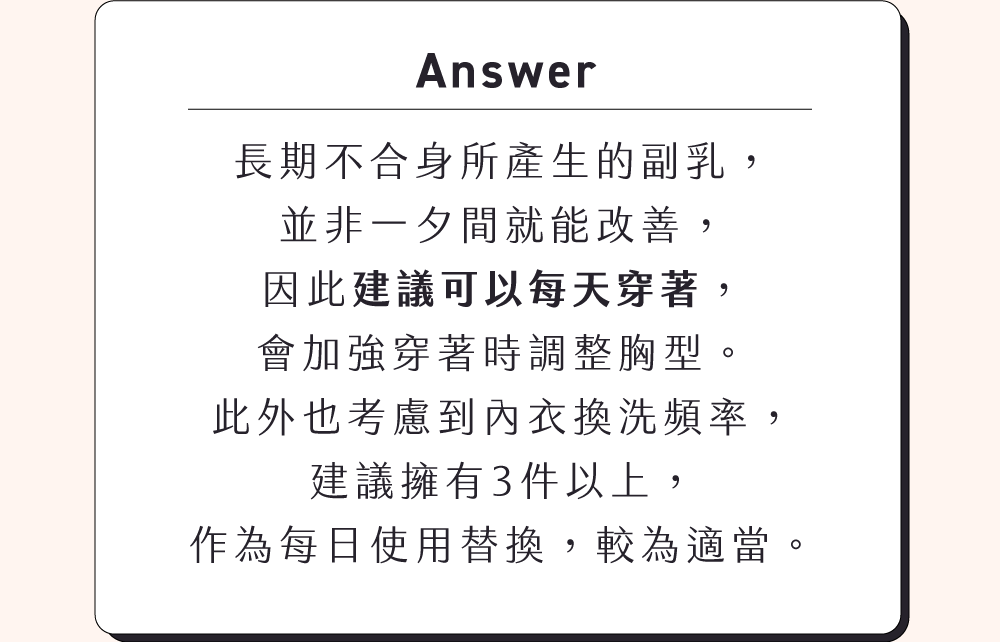 Answer
長期不合身所產生的副乳，
並非一夕間就能改善，
因此建議可以每天穿著，
會加強穿著時調整胸型。
此外也考慮到內衣換洗頻率，
建議擁有3件以上，
作為每日使用替換，較為適當。